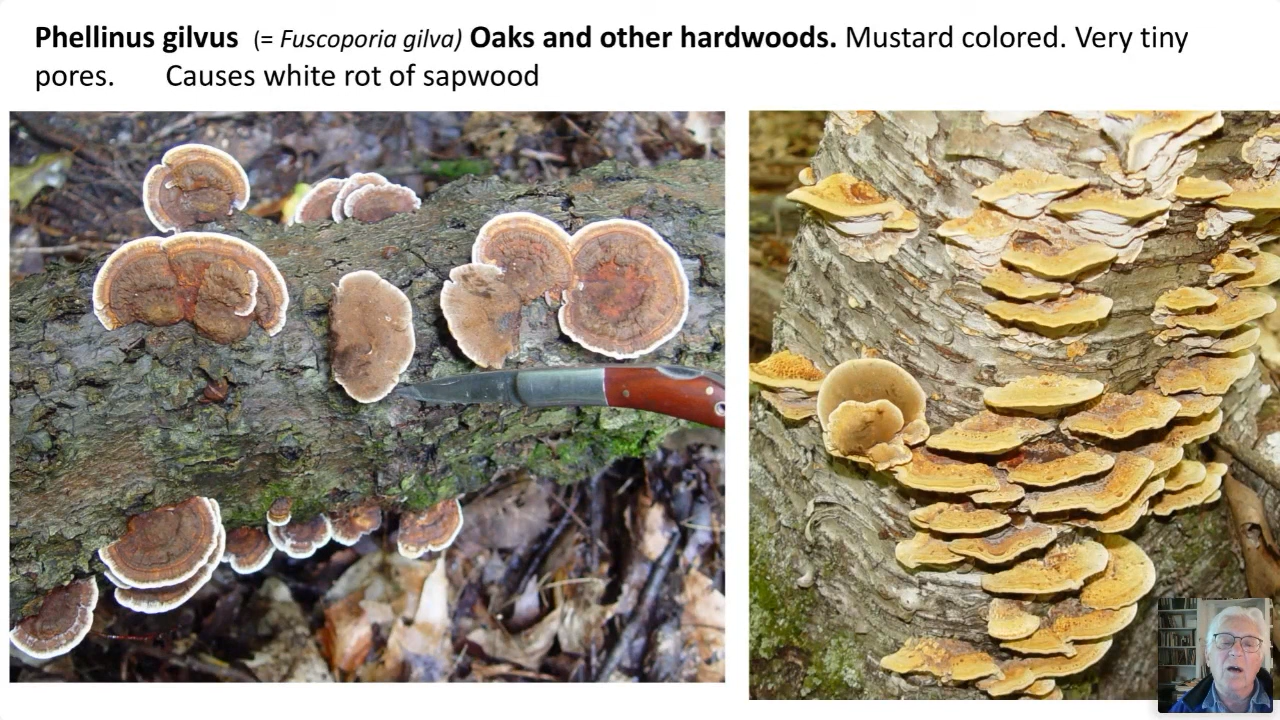 Phellinus gilvus (= Fuscoporia gilva) Oaks and other hardwoods. Mustard colored. Very tiny
pores. Causes white rot of sapwood